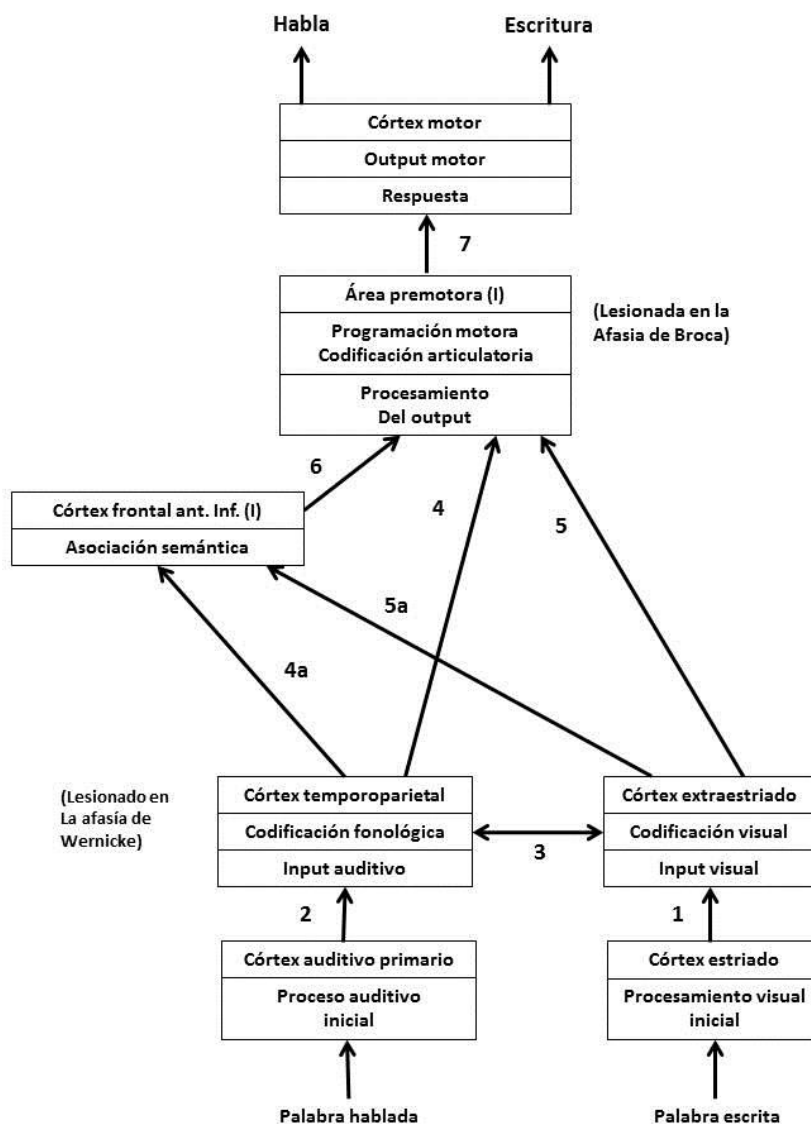 Habla
Escritura
Córtex motor
Output motor
Respuesta
7
Área premotora (I)
Programación motora
Codificación articulatoria
Procesamiento
Del output
(Lesionada en la
Afasia de Broca)
6
4
5
Córtex frontal ant. Inf. (I)
Asociación semántica
5a
4a
(Lesionado en
La afasía de
Wernicke)
Córtex temporoparietal
Codificación fonológica
Input auditivo
3
Córtex extraestriado
Codificación visual
Input visual
2
1
Córtex auditivo primario
Proceso auditivo
inicial
Córtex estriado
Procesamiento visual
inicial
Palabra hablada
Palabra escrita